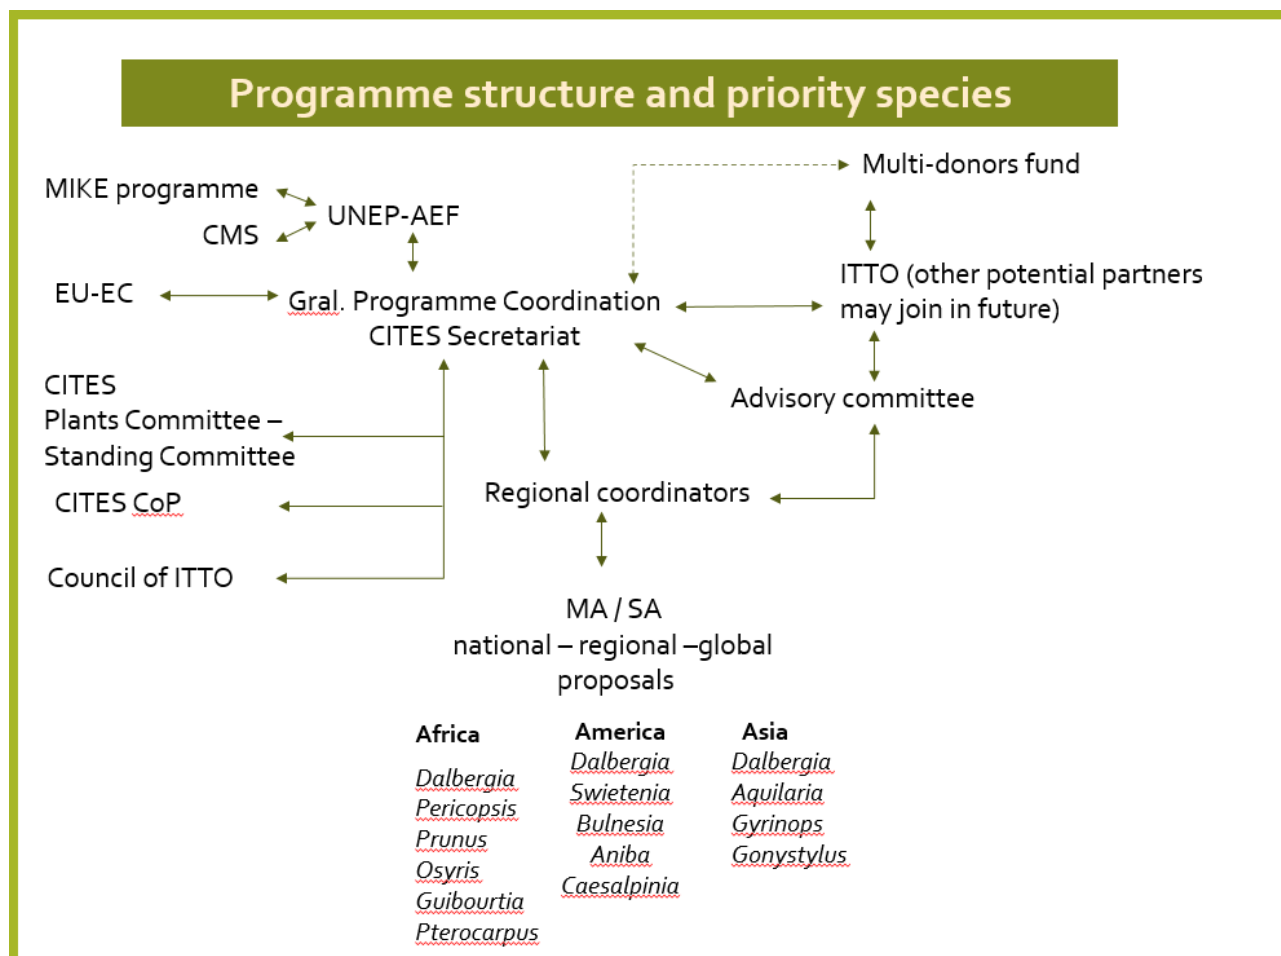 Programme structure and priority species
MIKE programme
CMS
UNEP-AEF
EU-EC
Gral. Programme Coordination
CITES Secretariat
Multi-donors fund
ITTO (other potential partners
may join in future)
Advisory committee
CITES
Plants Committee –
Standing Committee
CITES CoP
Council of ITTO
Regional coordinators
MA / SA
national – regional –global
proposals
Africa
Dalbergia
Pericopsis
Prunus
Osyris
Guibourtia
Pterocarpus
America
Dalbergia
Swietenia
Bulnesia
Aniba
Caesalpinia
Asia
Dalbergia
Aquilaria
Gyrinops
Gonystylus